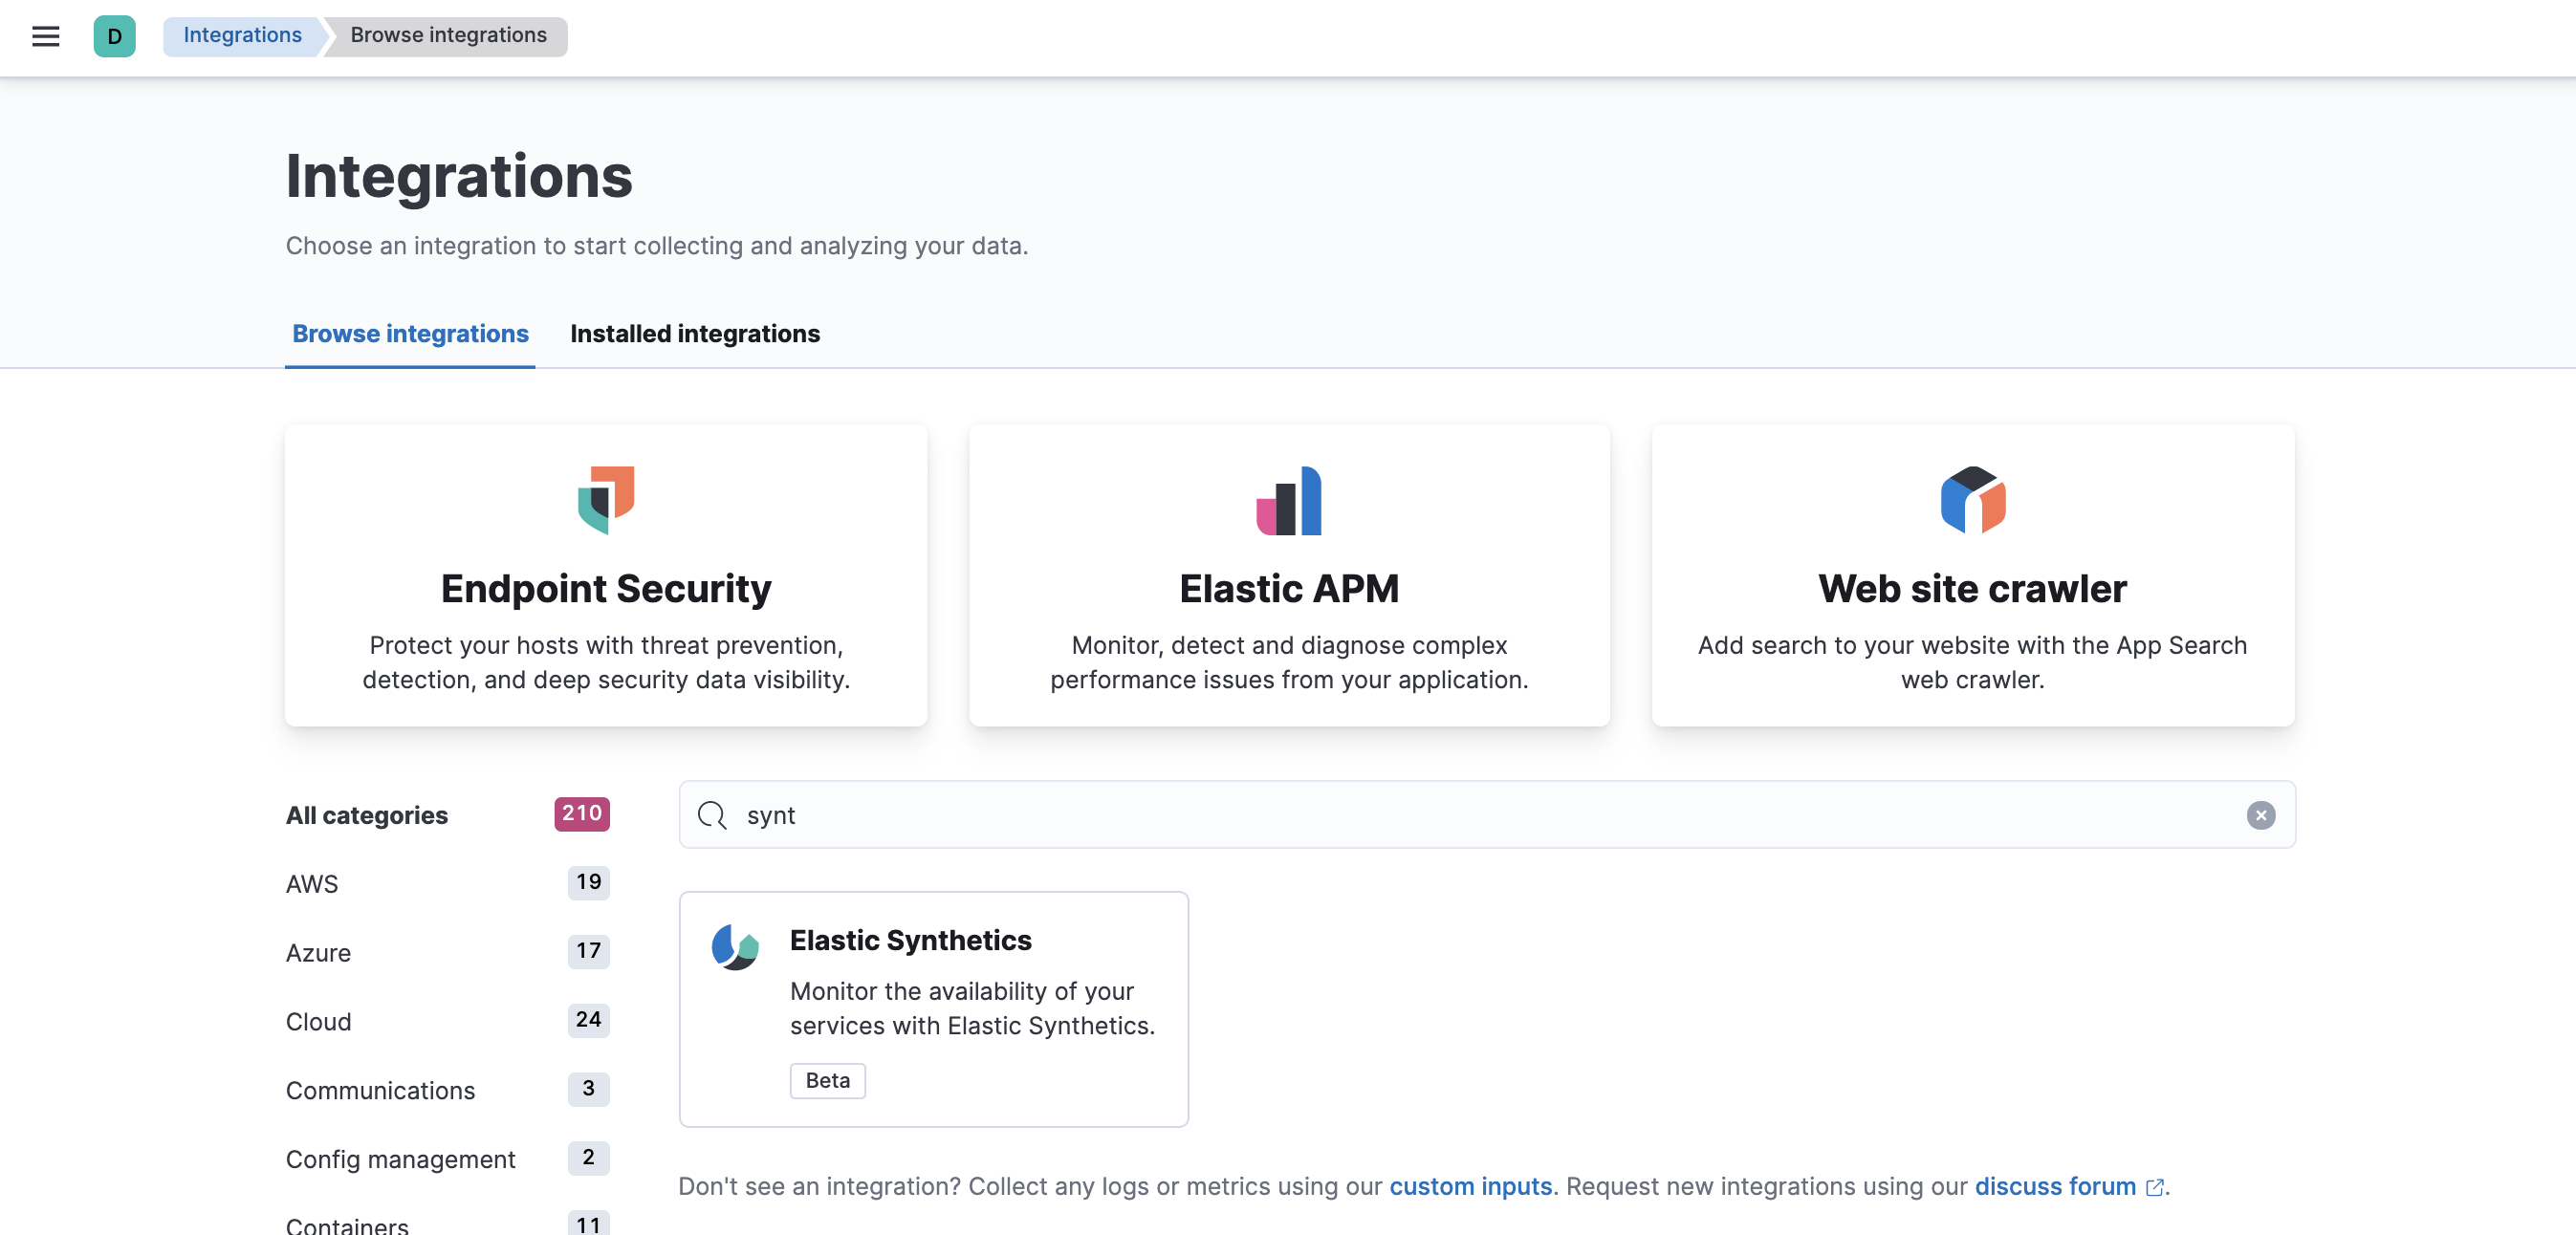 D
Integrations
Browse integrations
Integrations
Choose an integration to start collecting and analyzing your data.
Browse integrations
Installed integrations
Endpoint Security
Protect your hosts with threat prevention,
detection, and deep security data visibility.
Elastic APM
Monitor, detect and diagnose complex
performance issues from your application.
Web site crawler
Add search to your website with the App Search
web crawler.
All categories 210
AWS 19
Azure 17
Cloud 24
Communications 3
Config management 2
Containers 11
synt
Elastic Synthetics
Monitor the availability of your
services with Elastic Synthetics.
Beta
Don't see an integration? Collect any logs or metrics using our custom inputs. Request new integrations using our discuss forum.